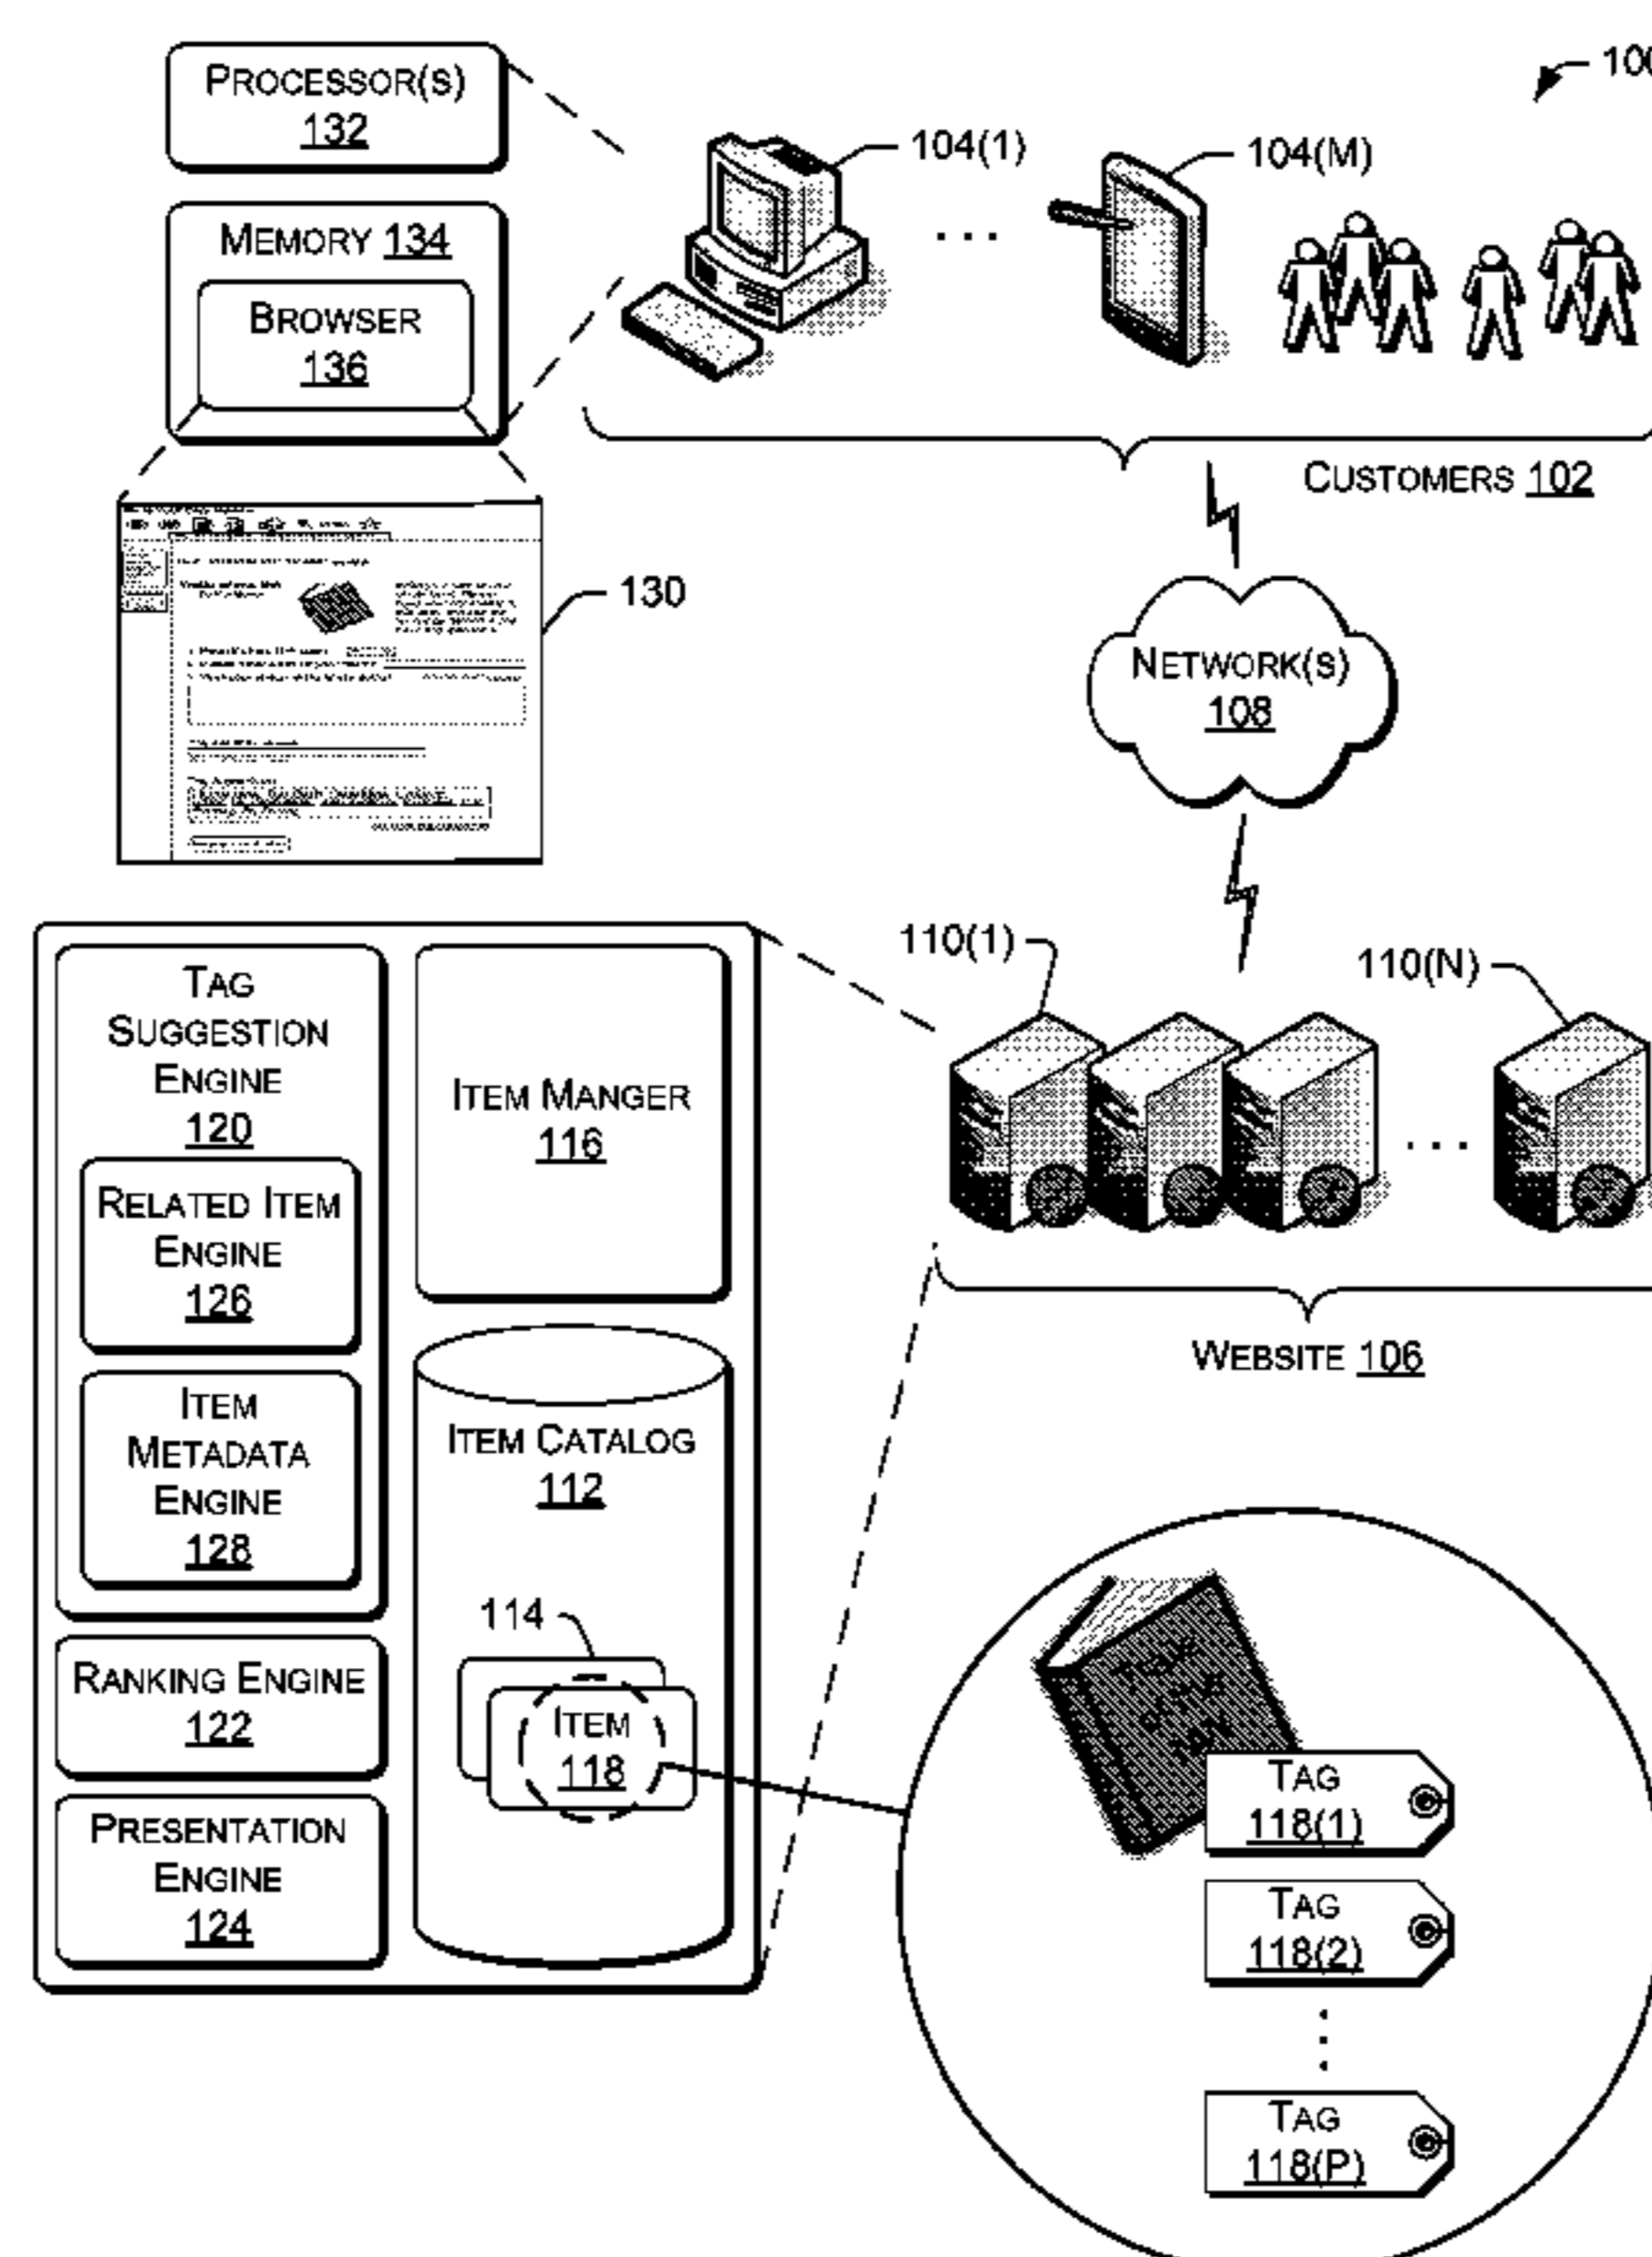 PROCESSOR(S)
132
MEMORY 134
BROWSER
136
104(1)
...
104(M)
CUSTOMERS 102
130
NETWORK(S)
108
TAG
SUGGESTION
ENGINE
120
RELATED ITEM
ENGINE
126
ITEM
METADATA
ENGINE
128
RANKING ENGINE
122
PRESENTATION
ENGINE
124
ITEM MANGER
116
ITEM CATALOG
112
114
ITEM
118
110(1)
110(N)
...
WEBSITE 106
TAG
118(1)
TAG
118(2)
TAG
118(P)